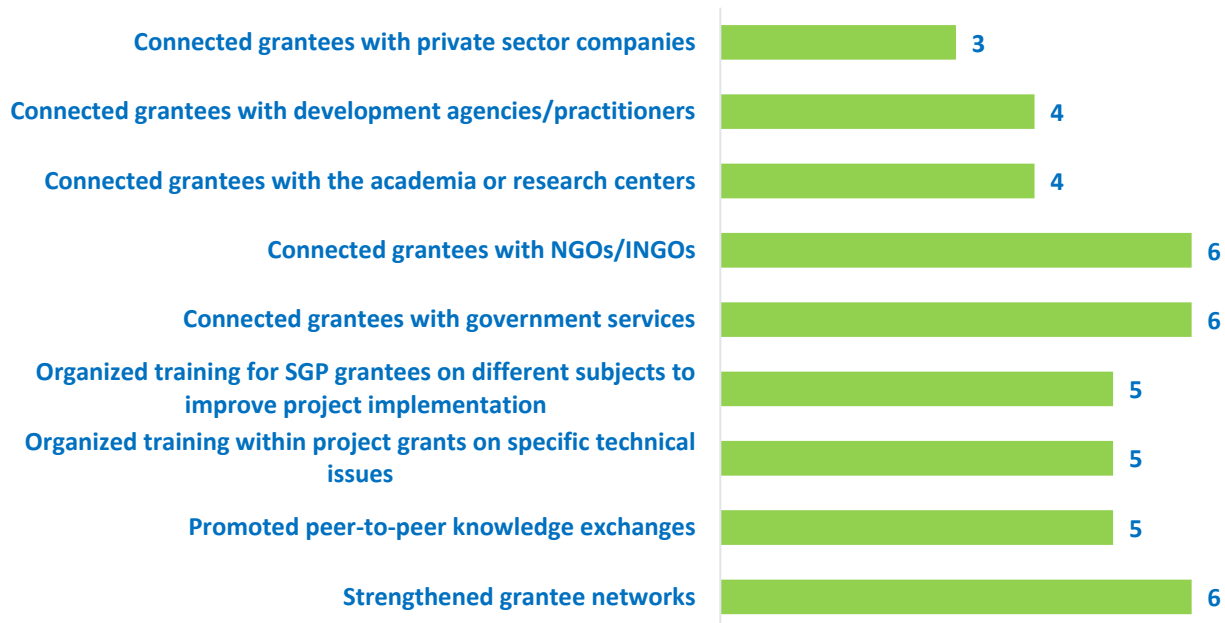 Connected grantees with private sector companies 3
Connected grantees with development agencies/practitioners 4
Connected grantees with the academia or research centers 4
Connected grantees with NGOs/INGOs 6
Connected grantees with government services 6
Organized training for SGP grantees on different subjects to
improve project implementation 5
Organized training within project grants on specific technical
issues 5
Promoted peer-to-peer knowledge exchanges 5
Strengthened grantee networks 6